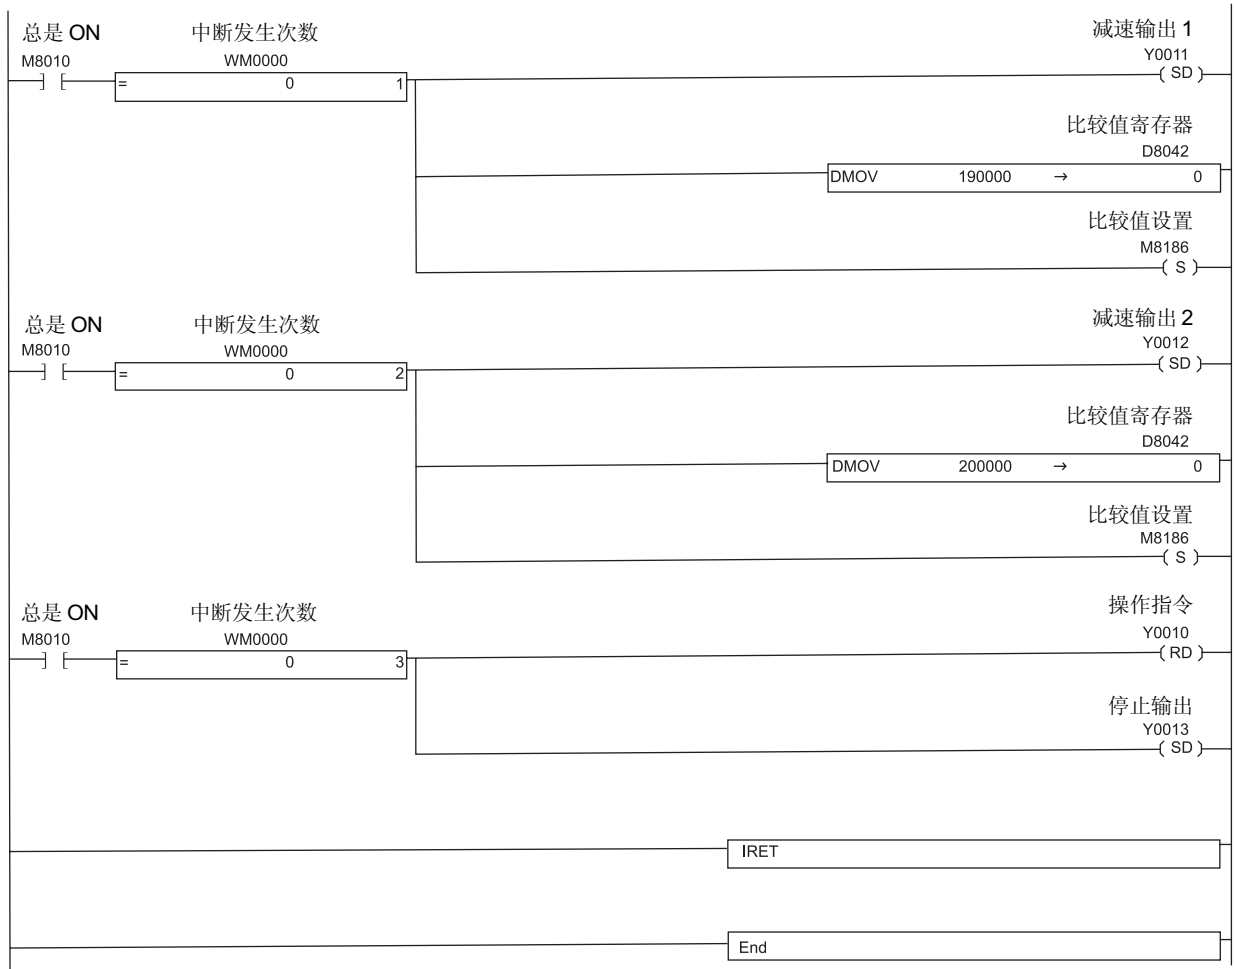 总是 ON 中断发生次数 减速输出 1
M8010 WM0000 Y0011
= 0 1 SD
比较值寄存器
D8042
DMOV 190000 → 0
比较值设置
M8186
S
总是 ON 中断发生次数 减速输出 2
M8010 WM0000 Y0012
= 0 2 SD
比较值寄存器
D8042
DMOV 200000 → 0
比较值设置
M8186
S
总是 ON 中断发生次数 操作指令
M8010 WM0000 Y0010
= 0 3 RD
停止输出
Y0013
SD
IRET
End